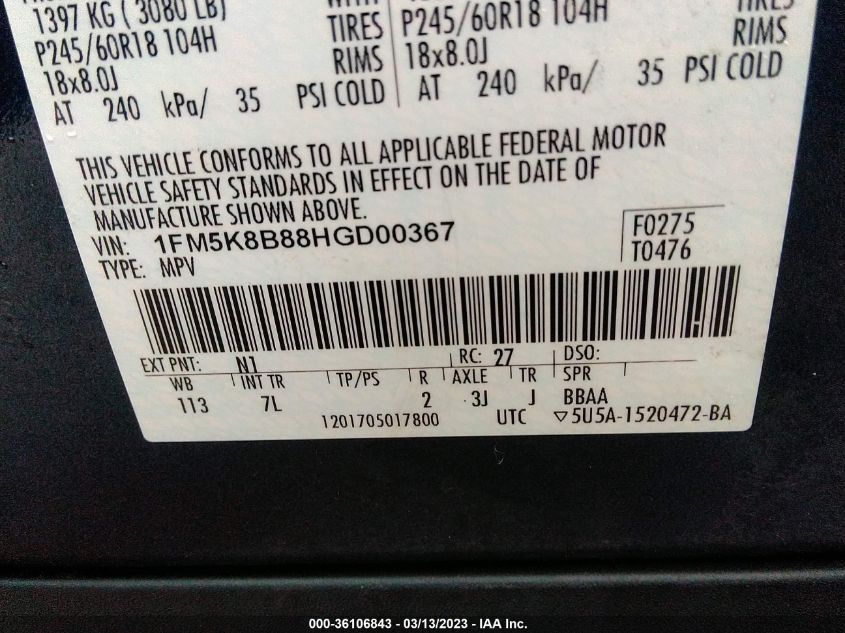 1397 KG ( 3080 LB)
P245/60R18 104H TIRES P245/60R18 104H TIRES
18x8.0J RIMS 18x8.0J RIMS
AT 240 kPa/ 35 PSI COLD AT 240 kPa/ 35 PSI COLD
THIS VEHICLE CONFORMS TO ALL APPLICABLE FEDERAL MOTOR
VEHICLE SAFETY STANDARDS IN EFFECT ON THE DATE OF
MANUFACTURE SHOWN ABOVE.
VIN: 1FM5K8B88HGD00367 F0275
TYPE: MPV T0476
EXT PNT: N1 RC: 27 DSO:
WB INT TR TP/PS R AXLE TR SPR
113 7L 2 3J J BBAA
1201705017800 UTC ▽5U5A-1520472-BA
000-36106843 — 03/13/2023 — IAA Inc.